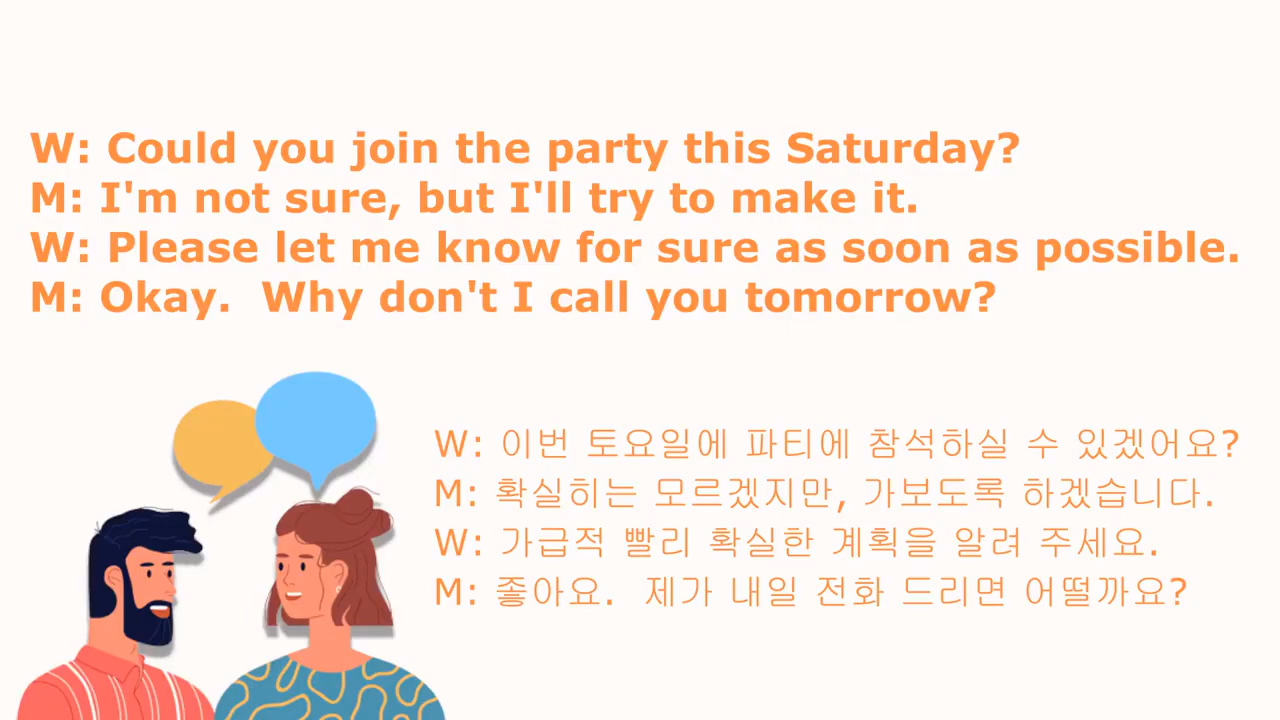 W: Could you join the party this Saturday?
M: I'm not sure, but I'll try to make it.
W: Please let me know for sure as soon as possible.
M: Okay.  Why don't I call you tomorrow?
W: 이번 토요일에 파티에 참석하실 수 있겠어요?
M: 확실히는 모르겠지만, 가보도록 하겠습니다.
W: 가급적 빨리 확실한 계획을 알려 주세요.
M: 좋아요.  제가 내일 전화 드리면 어떨까요?